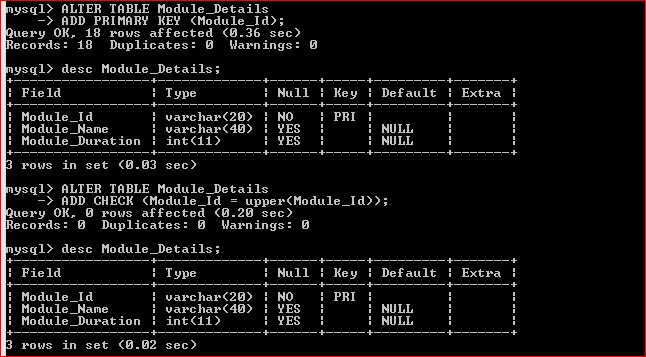 mysql> ALTER TABLE Module_Details
    -> ADD PRIMARY KEY (Module_Id);
Query OK, 18 rows affected (0.36 sec)
Records: 18  Duplicates: 0  Warnings: 0
mysql> desc Module_Details;
+-----------------+-------------+------+-----+---------+-------+
| Field           | Type        | Null | Key | Default | Extra |
+-----------------+-------------+------+-----+---------+-------+
| Module_Id       | varchar(20) | NO   | PRI |         |       |
| Module_Name     | varchar(40) | YES  |     | NULL    |       |
| Module_Duration | int(11)     | YES  |     | NULL    |       |
+-----------------+-------------+------+-----+---------+-------+
3 rows in set (0.03 sec)
mysql> ALTER TABLE Module_Details
    -> ADD CHECK (Module_Id = upper(Module_Id));
Query OK, 0 rows affected (0.20 sec)
Records: 0  Duplicates: 0  Warnings: 0
mysql> desc Module_Details;
+-----------------+-------------+------+-----+---------+-------+
| Field           | Type        | Null | Key | Default | Extra |
+-----------------+-------------+------+-----+---------+-------+
| Module_Id       | varchar(20) | NO   | PRI |         |       |
| Module_Name     | varchar(40) | YES  |     | NULL    |       |
| Module_Duration | int(11)     | YES  |     | NULL    |       |
+-----------------+-------------+------+-----+---------+-------+
3 rows in set (0.02 sec)